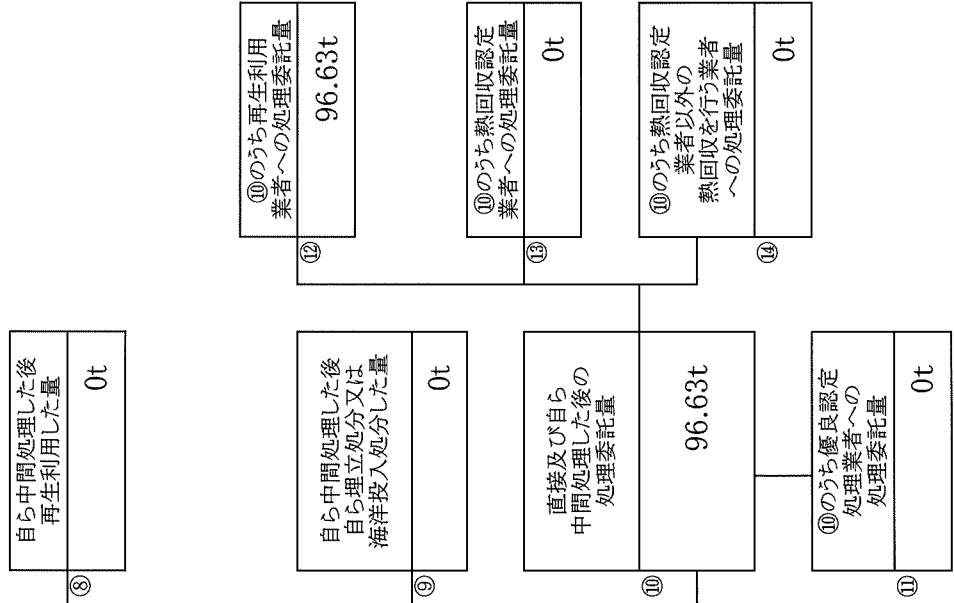 ⑧
自ら中間処理した後
再生利用した量
0t
⑨
自ら中間処理した後
自ら埋立処分又は
海洋投入処分した量
0t
⑩
直接及び自ら
中間処理した後の
処理委託量
96.63t
⑪
⑩のうち優良認定
処理業者への
処理委託量
0t
⑫
⑩のうち再生利用
業者への処理委託量
96.63t
⑬
⑩のうち熱回収認定
業者への処理委託量
0t
⑭
⑩のうち熱回収認定
業者以外の
熱回収を行う業者
への処理委託量
0t